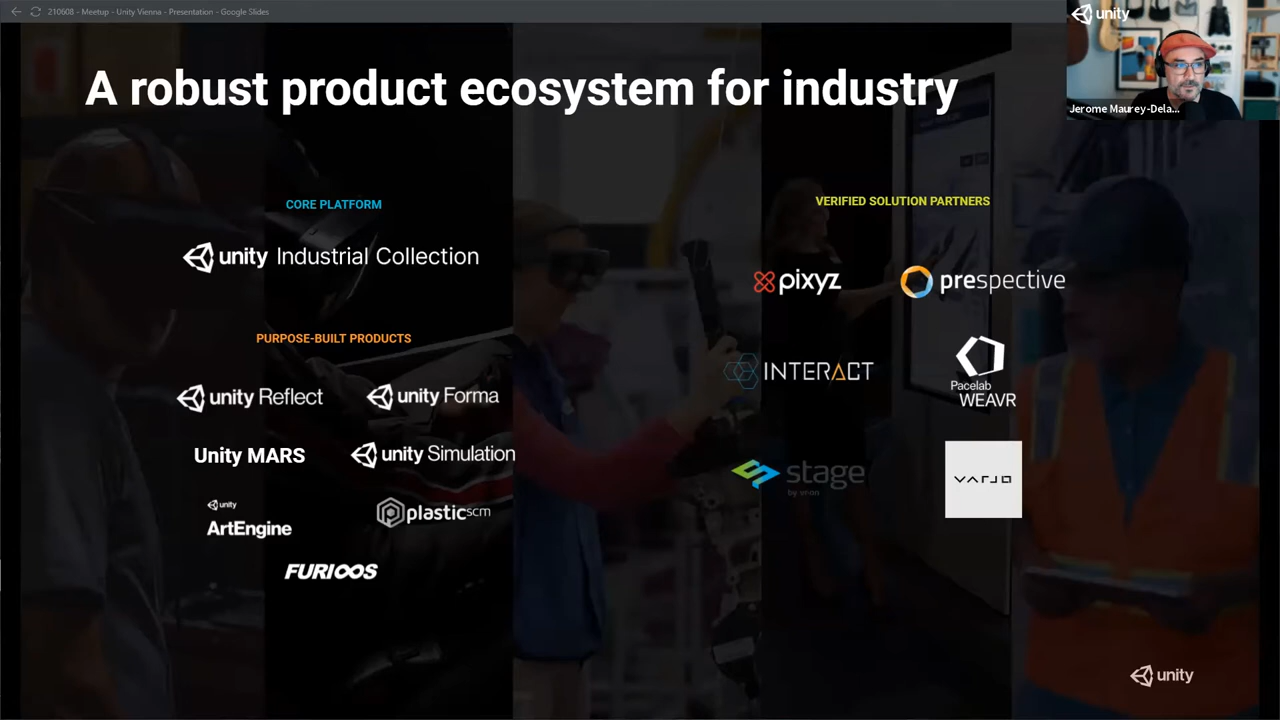 210608 - Meetup - Unity Vienna - Presentation - Google Slides
unity
Jerome Maurey-Dela...
A robust product ecosystem for industry
CORE PLATFORM
unity Industrial Collection
PURPOSE-BUILT PRODUCTS
unity Reflect
unity Forma
Unity MARS
unity Simulation
unity
ArtEngine
plastic scm
FURIOOS
VERIFIED SOLUTION PARTNERS
pixyz
prespective
INTERACT
Pacelab
WEAVR
stage
VARJO
unity